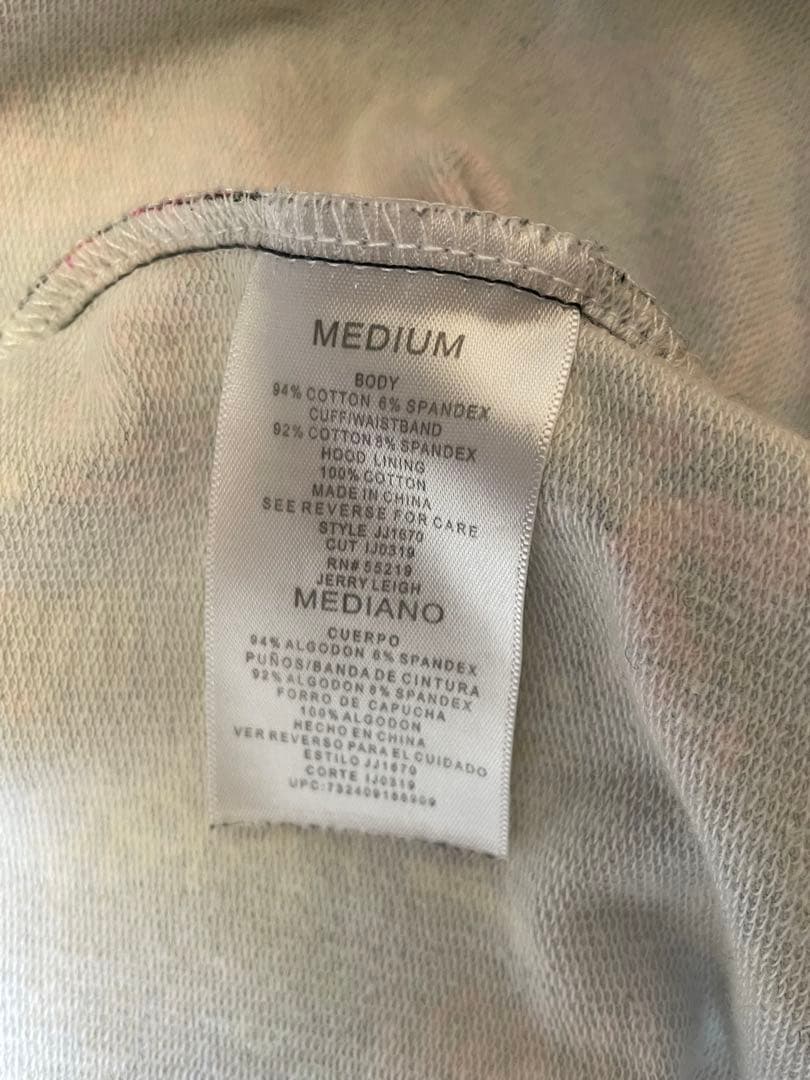 MEDIUM
BODY
94% COTTON 6% SPANDEX
CUFF/WAISTBAND
92% COTTON 8% SPANDEX
HOOD LINING
100% COTTON
MADE IN CHINA
SEE REVERSE FOR CARE
STYLE JJ1670
CUT IJ0319
RN# 55219
JERRY LEIGH
MEDIANO
CUERPO
94% ALGODON 6% SPANDEX
PUÑOS/BANDA DE CINTURA
92% ALGODON 8% SPANDEX
FORRO DE CAPUCHA
100% ALGODON
HECHO EN CHINA
VER REVERSO PARA EL CUIDADO
ESTILO JJ1670
CORTE IJ0319
UPC: